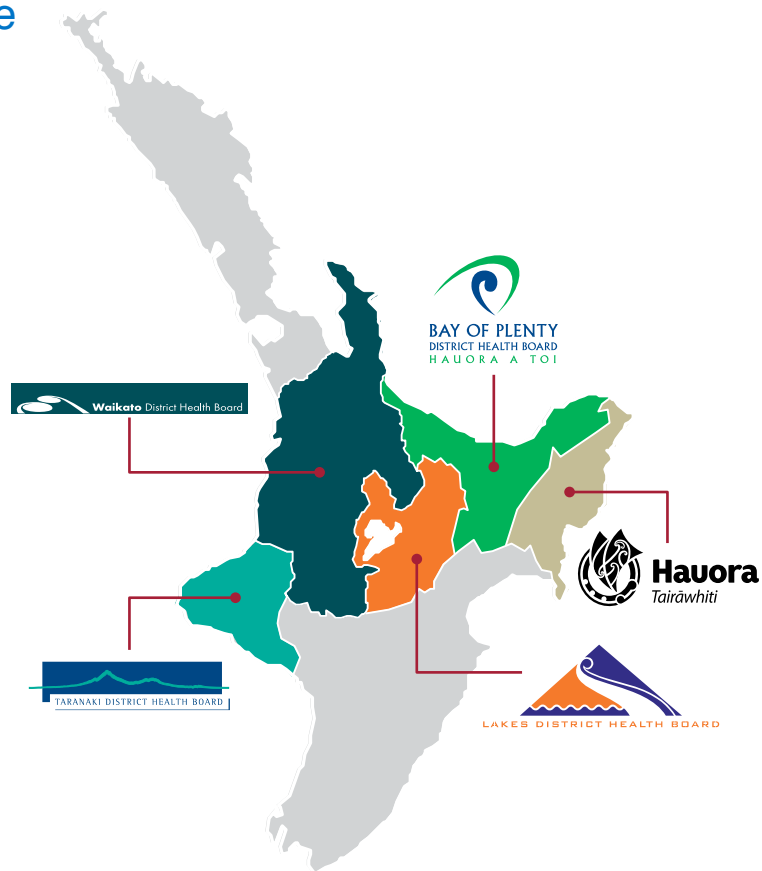 e
BAY OF PLENTY
DISTRICT HEALTH BOARD
HAUORA A TOI
Waikato District Health Board
Hauora
Tairāwhiti
TARANAKI DISTRICT HEALTH BOARD
LAKES DISTRICT HEALTH BOARD